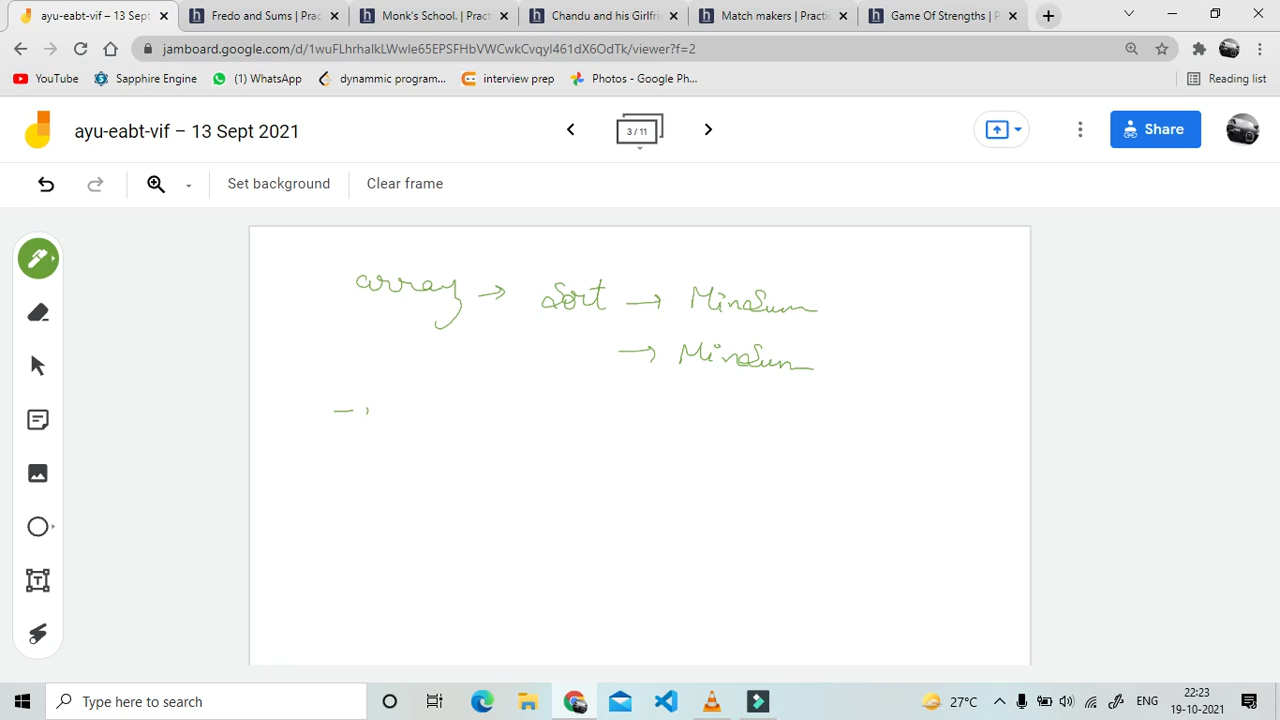 ayu-eabt-vif – 13 Sept
Fredo and Sums | Prac
Monk's School. | Pract
Chandu and his Girlfri
Match makers | Practic
Game Of Strengths | P
jamboard.google.com/d/1wuFLhrhalkLWwIe65EPSFHbVWCwkCvqyl461dX6OdTk/viewer?f=2
YouTube
Sapphire Engine
(1) WhatsApp
dynammic program...
interview prep
Photos - Google Ph...
Reading list
ayu-eabt-vif – 13 Sept 2021
3 / 11
Share
Set background
Clear frame
array → Sort → MinSum
→ MinSum
Type here to search
27°C
ENG
22:23
19-10-2021